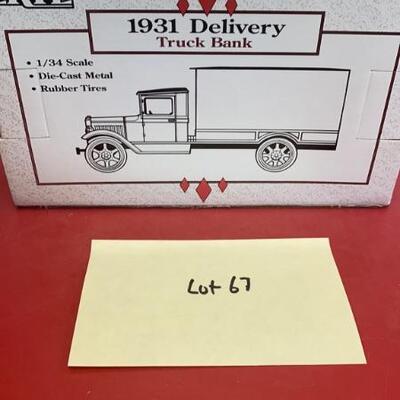 1931 Delivery
Truck Bank
• 1/34 Scale
• Die-Cast Metal
• Rubber Tires
Lot 67